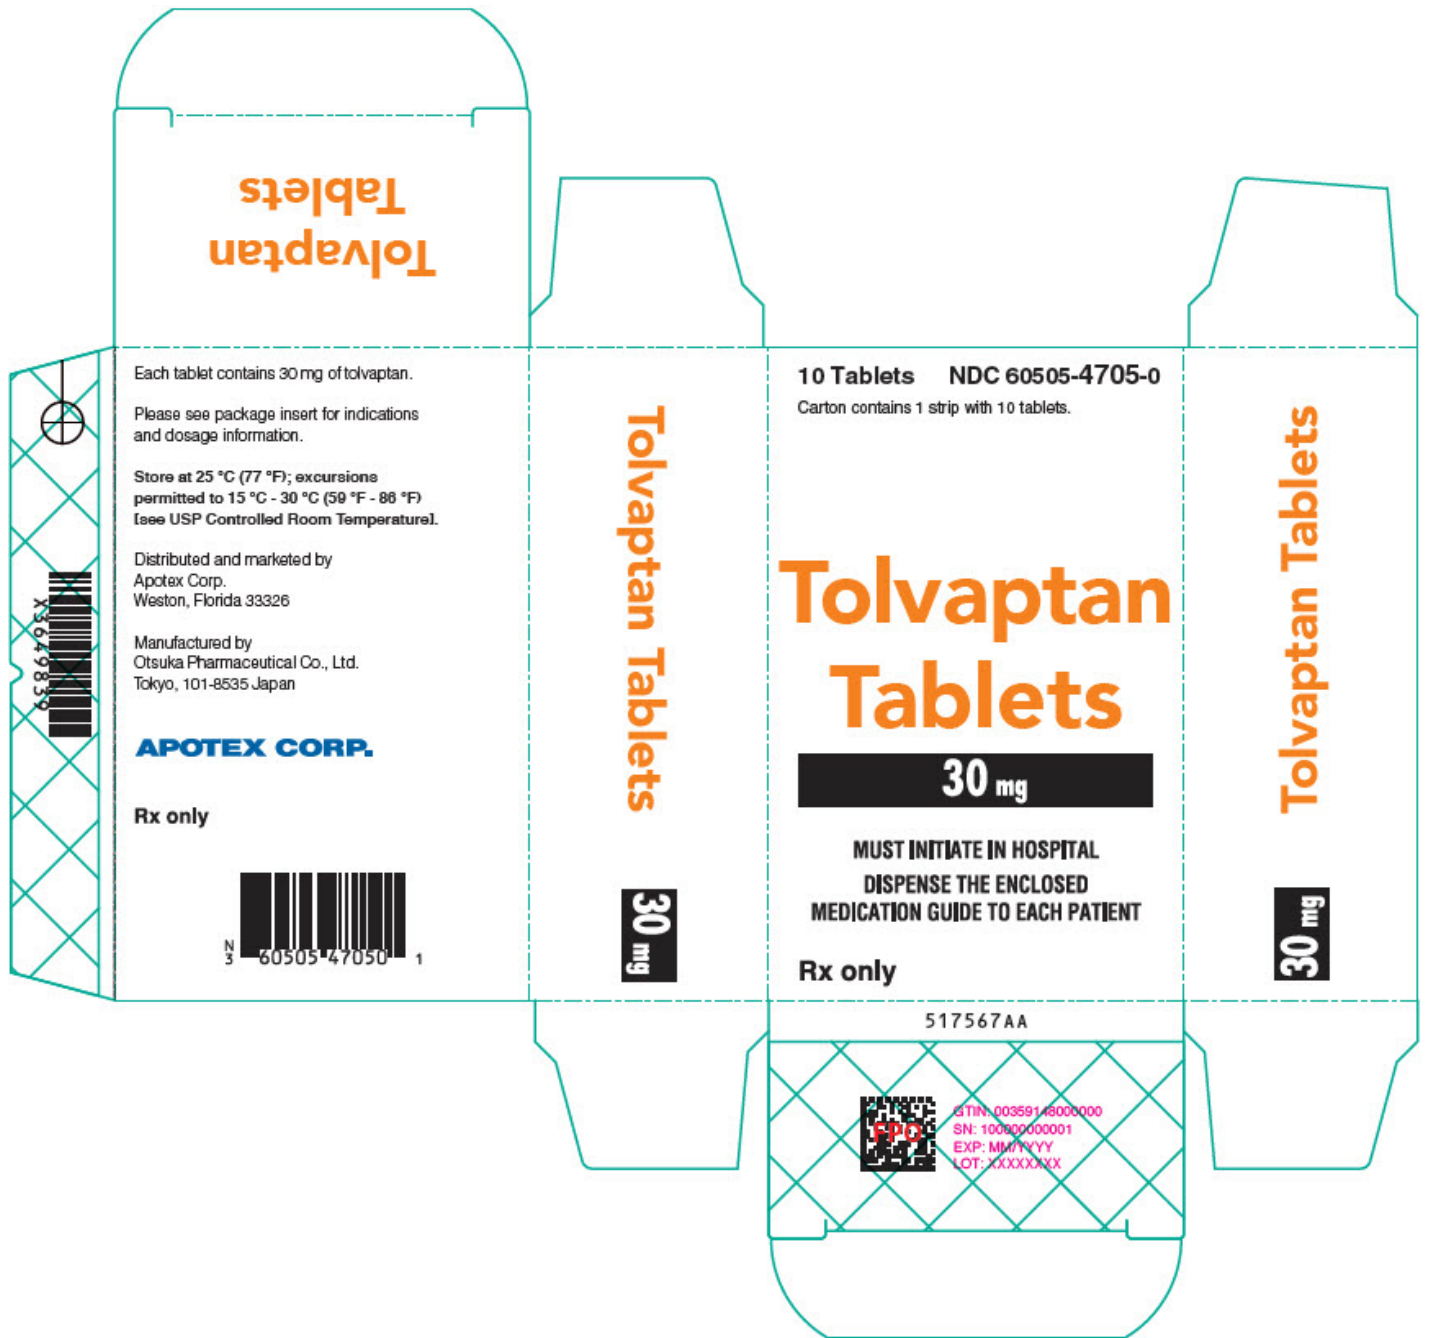 Tolvaptan
Tablets
Each tablet contains 30 mg of tolvaptan.
Please see package insert for indications
and dosage information.
Store at 25 °C (77 °F); excursions
permitted to 15 °C - 30 °C (59 °F - 86 °F)
[see USP Controlled Room Temperature].
Distributed and marketed by
Apotex Corp.
Weston, Florida 33326
Manufactured by
Otsuka Pharmaceutical Co., Ltd.
Tokyo, 101-8535 Japan
APOTEX CORP.
Rx only
N
3 60505 47050 1
X3649839
Tolvaptan Tablets
30 mg
10 Tablets NDC 60505-4705-0
Carton contains 1 strip with 10 tablets.
Tolvaptan
Tablets
30 mg
MUST INITIATE IN HOSPITAL
DISPENSE THE ENCLOSED
MEDICATION GUIDE TO EACH PATIENT
Rx only
517567AA
FPO
GTIN: 00359148000000
SN: 100000000001
EXP: MM/YYYY
LOT: XXXXXXXX
Tolvaptan Tablets
30 mg